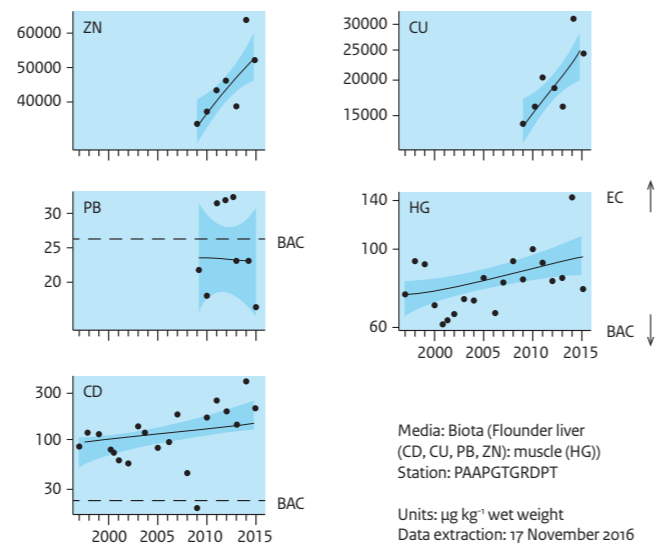 ZN
60000
50000
40000
CU
30000
25000
20000
15000
PB
30
25
20
BAC
HG
140
100
60
EC
BAC
2000 2005 2010 2015
CD
300
100
30
BAC
2000 2005 2010 2015
Media: Biota (Flounder liver
(CD, CU, PB, ZN): muscle (HG))
Station: PAAPGTGRDPT
Units: µg kg⁻¹ wet weight
Data extraction: 17 November 2016